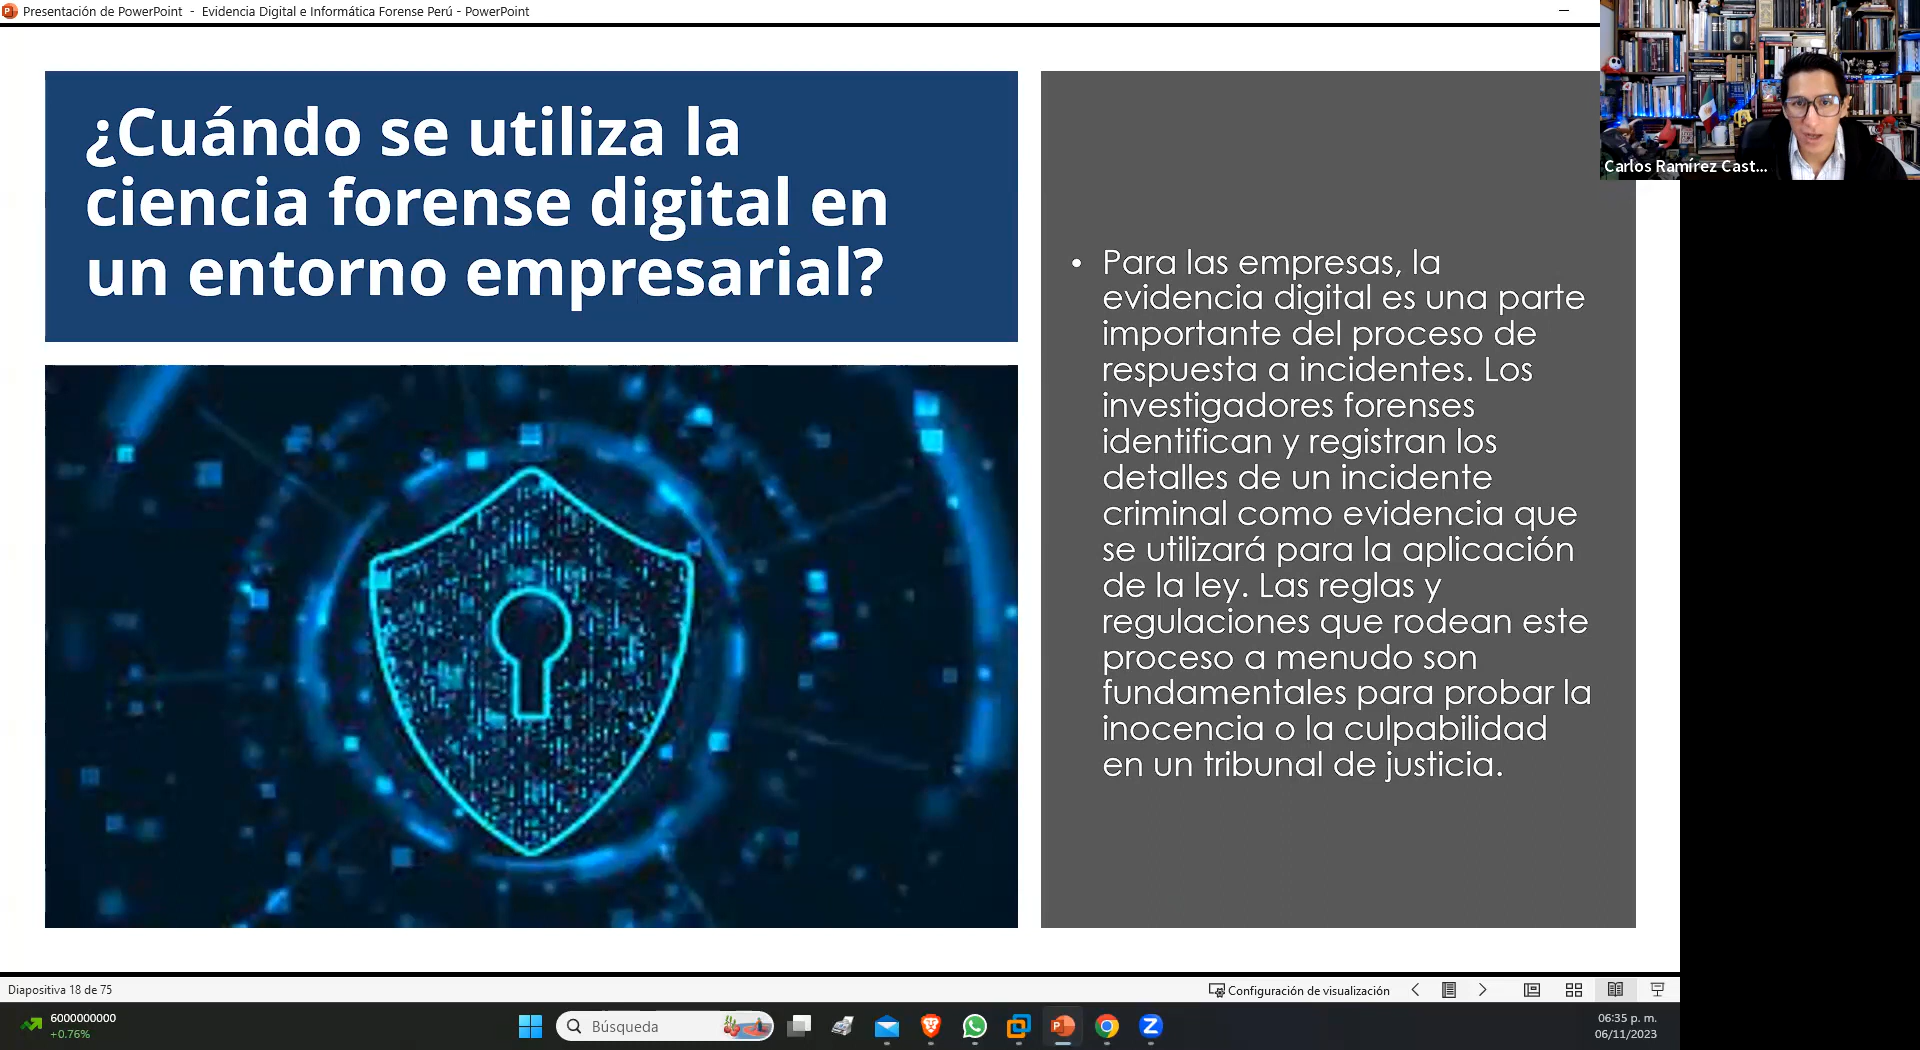 Presentación de PowerPoint - Evidencia Digital e Informática Forense Perú - PowerPoint
¿Cuándo se utiliza la
ciencia forense digital en
un entorno empresarial?
• Para las empresas, la
evidencia digital es una parte
importante del proceso de
respuesta a incidentes. Los
investigadores forenses
identifican y registran los
detalles de un incidente
criminal como evidencia que
se utilizará para la aplicación
de la ley. Las reglas y
regulaciones que rodean este
proceso a menudo son
fundamentales para probar la
inocencia o la culpabilidad
en un tribunal de justicia.
Carlos Ramírez Cast...
Diapositiva 18 de 75
Configuración de visualización
6000000000
+0.76%
Búsqueda
06:35 p. m.
06/11/2023